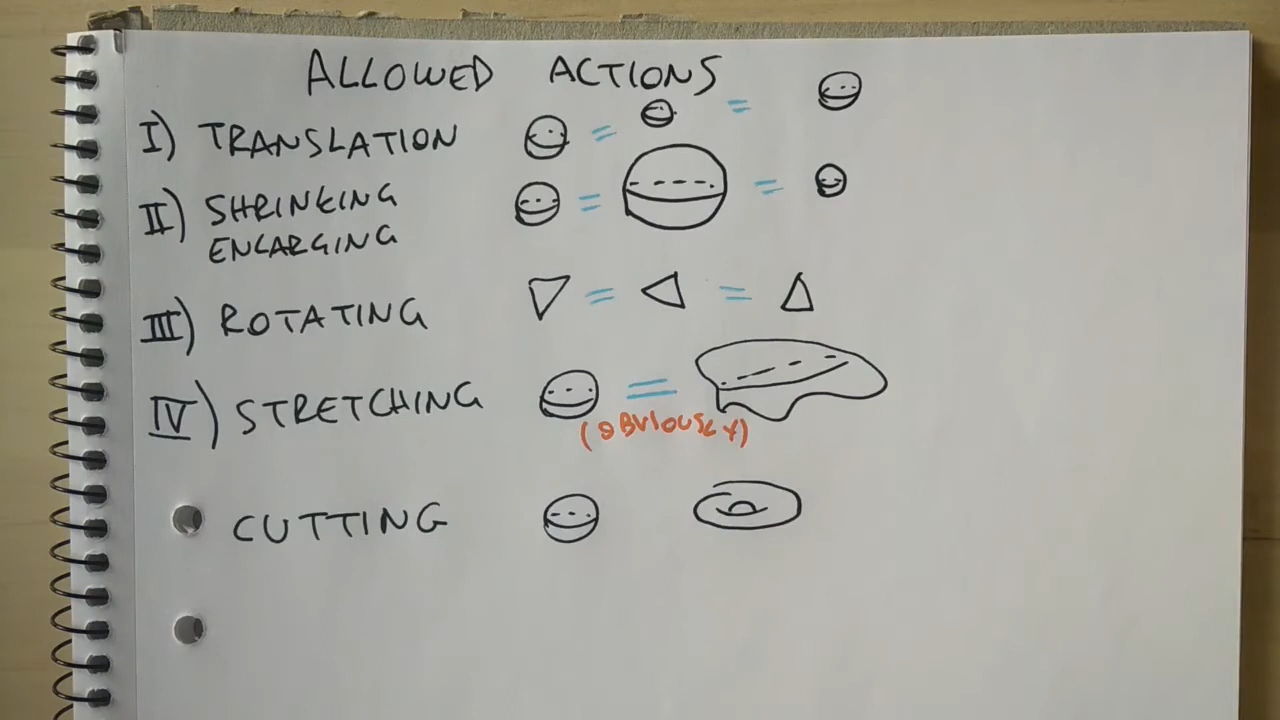 ALLOWED ACTIONS
I) TRANSLATION = =
II) SHRINKING = =
ENLARGING
III) ROTATING = =
IV) STRETCHING =
(OBVIOUSLY)
CUTTING